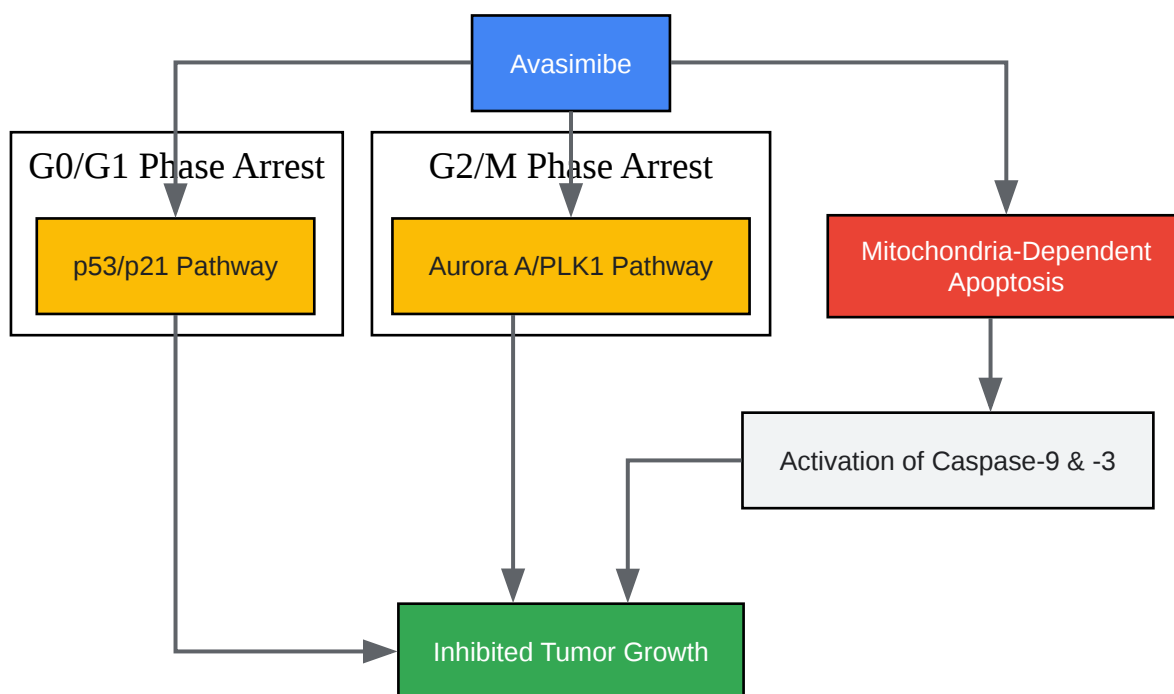 Avasimibe
G0/G1 Phase Arrest
G2/M Phase Arrest
p53/p21 Pathway
Aurora A/PLK1 Pathway
Mitochondria-Dependent
Apoptosis
Activation of Caspase-9 & -3
Inhibited Tumor Growth